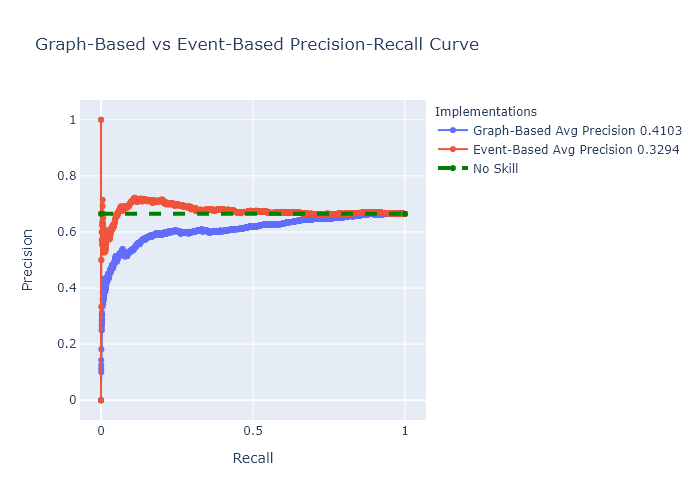 Graph-Based vs Event-Based Precision-Recall Curve
Implementations
Graph-Based Avg Precision 0.4103
Event-Based Avg Precision 0.3294
No Skill
Precision
1
0.8
0.6
0.4
0.2
0
0
0.5
1
Recall